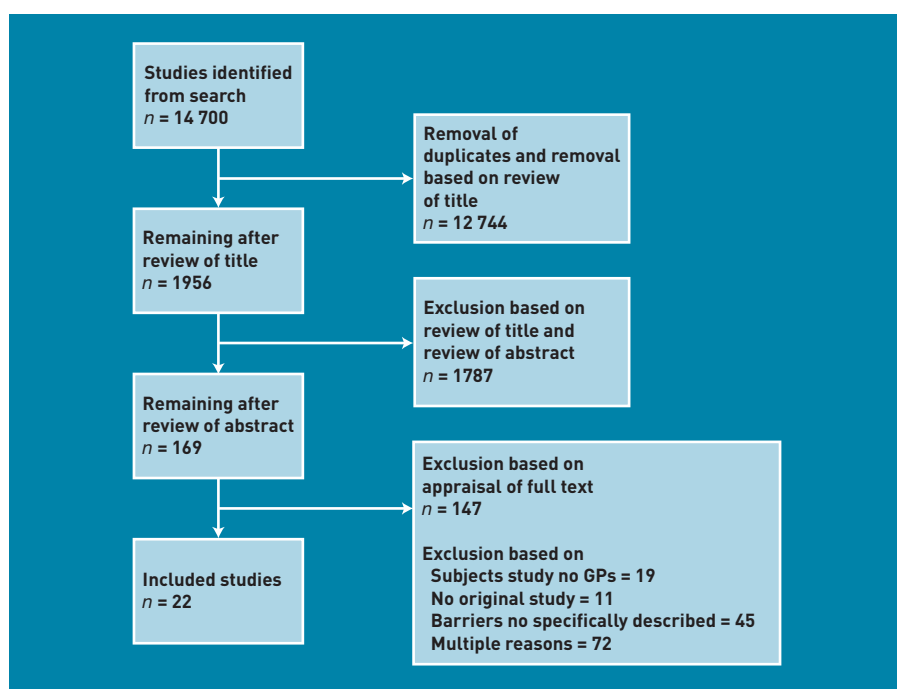 Studies identified
from search
n = 14 700
Removal of
duplicates and removal
based on review
of title
n = 12 744
Remaining after
review of title
n = 1956
Exclusion based on
review of title and
review of abstract
n = 1787
Remaining after
review of abstract
n = 169
Exclusion based on
appraisal of full text
n = 147
Exclusion based on
Subjects study no GPs = 19
No original study = 11
Barriers no specifically described = 45
Multiple reasons = 72
Included studies
n = 22